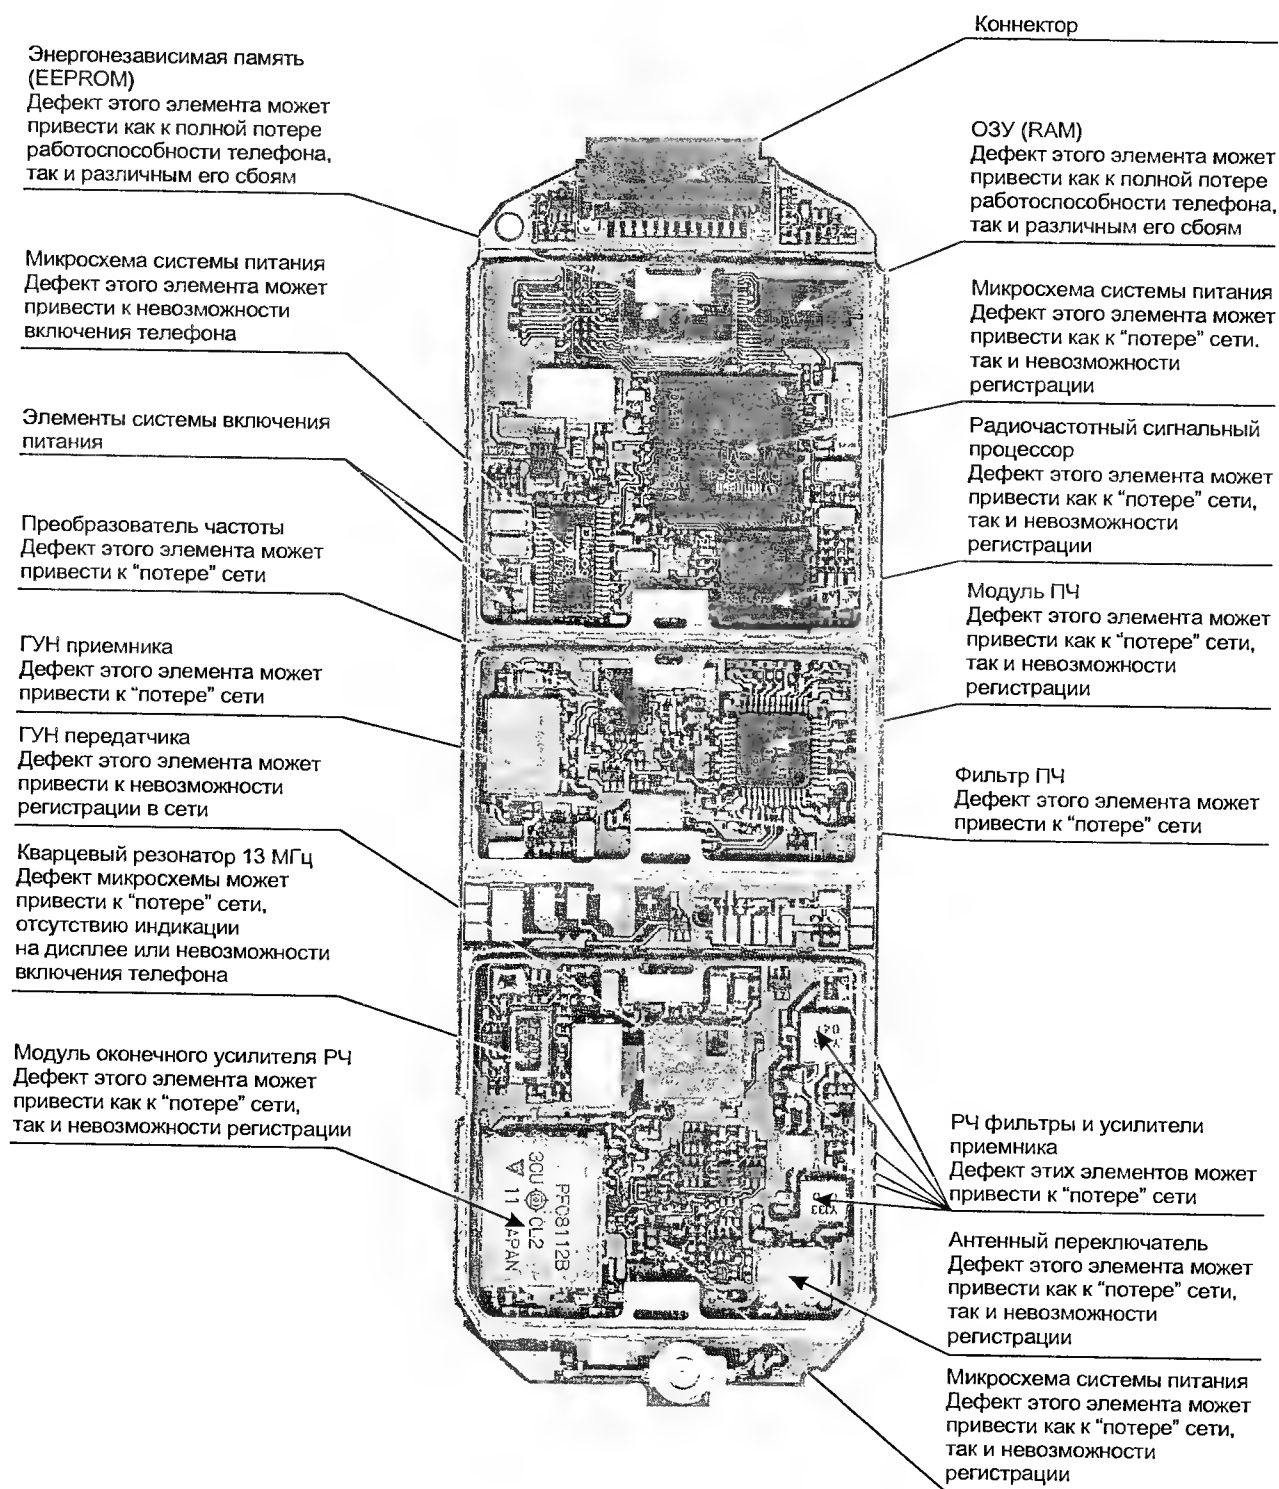 Коннектор
Энергонезависимая память
(EEPROM)
Дефект этого элемента может
привести как к полной потере
работоспособности телефона,
так и различным его сбоям
ОЗУ (RAM)
Дефект этого элемента может
привести как к полной потере
работоспособности телефона,
так и различным его сбоям
Микросхема системы питания
Дефект этого элемента может
привести к невозможности
включения телефона
Микросхема системы питания
Дефект этого элемента может
привести как к “потере” сети.
так и невозможности
регистрации
Элементы системы включения
питания
Радиочастотный сигнальный
процессор
Дефект этого элемента может
привести как к “потере” сети,
так и невозможности
регистрации
Преобразователь частоты
Дефект этого элемента может
привести к “потере” сети
Модуль ПЧ
Дефект этого элемента может
привести как к “потере” сети,
так и невозможности
регистрации
ГУН приемника
Дефект этого элемента может
привести к “потере” сети
ГУН передатчика
Дефект этого элемента может
привести к невозможности
регистрации в сети
Фильтр ПЧ
Дефект этого элемента может
привести к “потере” сети
Кварцевый резонатор 13 МГц
Дефект микросхемы может
привести к “потере” сети,
отсутствию индикации
на дисплее или невозможности
включения телефона
Модуль оконечного усилителя РЧ
Дефект этого элемента может
привести как к “потере” сети,
так и невозможности регистрации
РЧ фильтры и усилители
приемника
Дефект этих элементов может
привести к “потере” сети
PFC8112B
CL2
11 JAPAN
Антенный переключатель
Дефект этого элемента может
привести как к “потере” сети,
так и невозможности
регистрации
Микросхема системы питания
Дефект этого элемента может
привести как к “потере” сети,
так и невозможности
регистрации